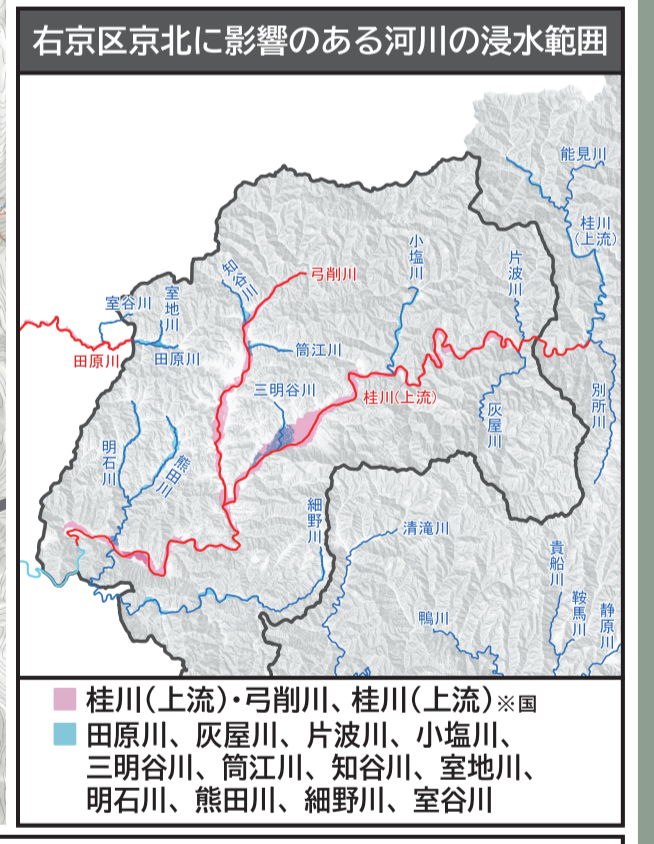 右京区京北に影響のある河川の浸水範囲
能見川
桂川
(上流)
小塩川
片波川
知谷川
弓削川
室谷川
室地川
田原川
田原川
筒江川
三明谷川
桂川(上流)
灰屋川
別所川
明石川
熊田川
細野川
清滝川
貴船川
鞍馬川
静原川
鴨川
桂川(上流)・弓削川、桂川(上流)※国
田原川、灰屋川、片波川、小塩川、
三明谷川、筒江川、知谷川、室地川、
明石川、熊田川、細野川、室谷川